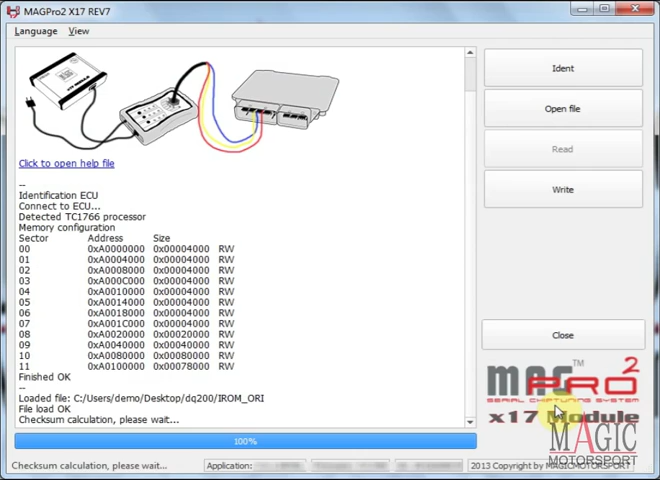 MAGPro2 X17 REV7
Language View
Click to open help file
--
Identification ECU
Connect to ECU...
Detected TC1766 processor
Memory configuration
Sector Address Size
00 0xA0000000 0x00004000 RW
01 0xA0004000 0x00004000 RW
02 0xA0008000 0x00004000 RW
03 0xA000C000 0x00004000 RW
04 0xA0010000 0x00004000 RW
05 0xA0014000 0x00004000 RW
06 0xA0018000 0x00004000 RW
07 0xA001C000 0x00004000 RW
08 0xA0020000 0x00020000 RW
09 0xA0040000 0x00040000 RW
10 0xA0080000 0x00080000 RW
11 0xA0100000 0x00078000 RW
Finished OK
--
Loaded file: C:/Users/demo/Desktop/dq200/IROM_ORI
File load OK
Checksum calculation, please wait...
100%
Ident
Open file
Read
Write
Close
MAGPRO2 TM
SERIAL CHIPTUNING SYSTEM
x17 Module
MAGIC
MOTORSPORT
Checksum calculation, please wait...
Application:
2013 Copyright by MAGICMOTORSPORT